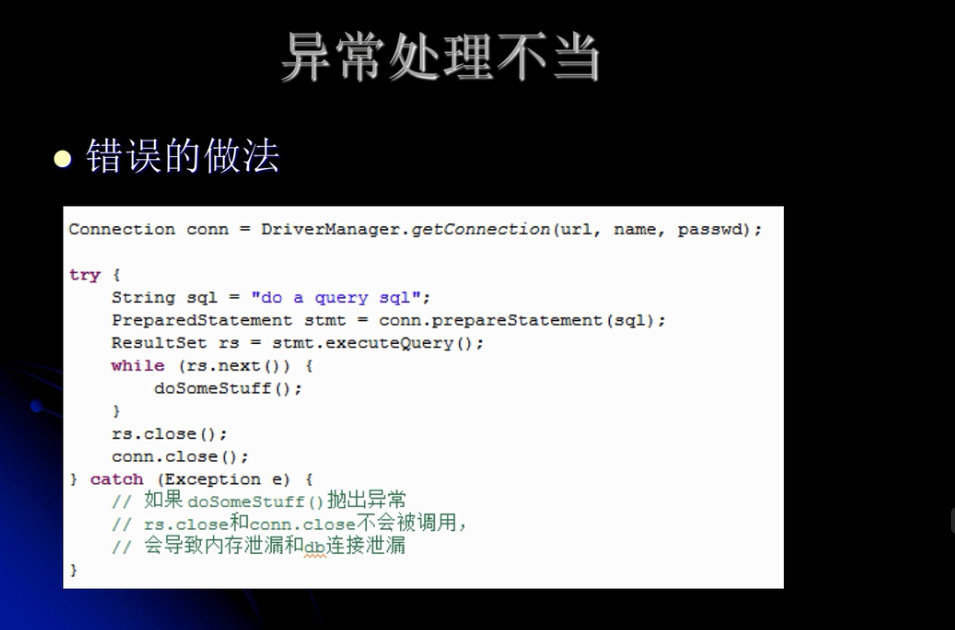 异常处理不当
错误的做法
Connection conn = DriverManager.getConnection(url, name, passwd);
try {
String sql = "do a query sql";
PreparedStatement stmt = conn.prepareStatement(sql);
ResultSet rs = stmt.executeQuery();
while (rs.next()) {
doSomeStuff();
}
rs.close();
conn.close();
} catch (Exception e) {
// 如果doSomeStuff()抛出异常
// rs.close和conn.close不会被调用，
// 会导致内存泄漏和db连接泄漏
}